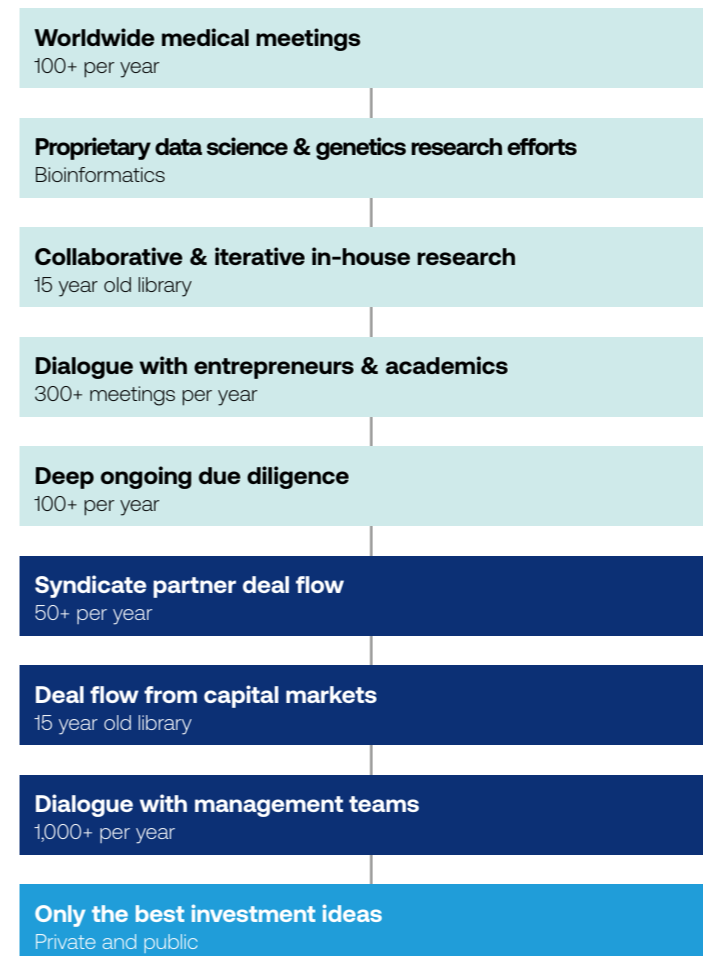 Worldwide medical meetings
100+ per year
Proprietary data science & genetics research efforts
Bioinformatics
Collaborative & iterative in-house research
15 year old library
Dialogue with entrepreneurs & academics
300+ meetings per year
Deep ongoing due diligence
100+ per year
Syndicate partner deal flow
50+ per year
Deal flow from capital markets
15 year old library
Dialogue with management teams
1,000+ per year
Only the best investment ideas
Private and public